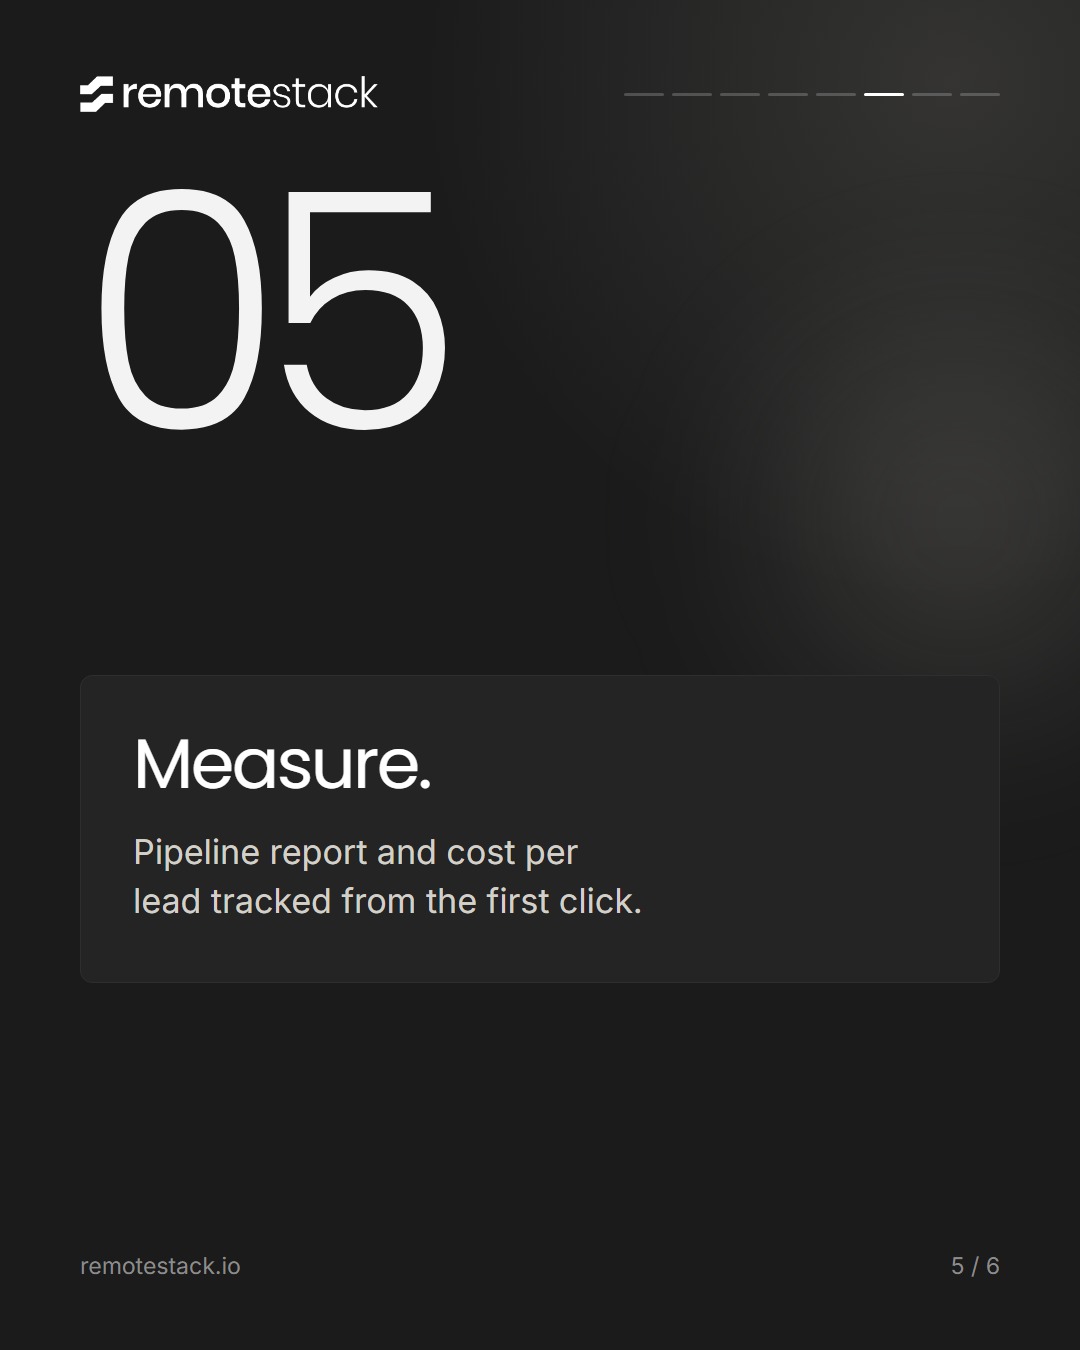 remotestack
05
Measure.
Pipeline report and cost per
lead tracked from the first click.
remotestack.io
5 / 6